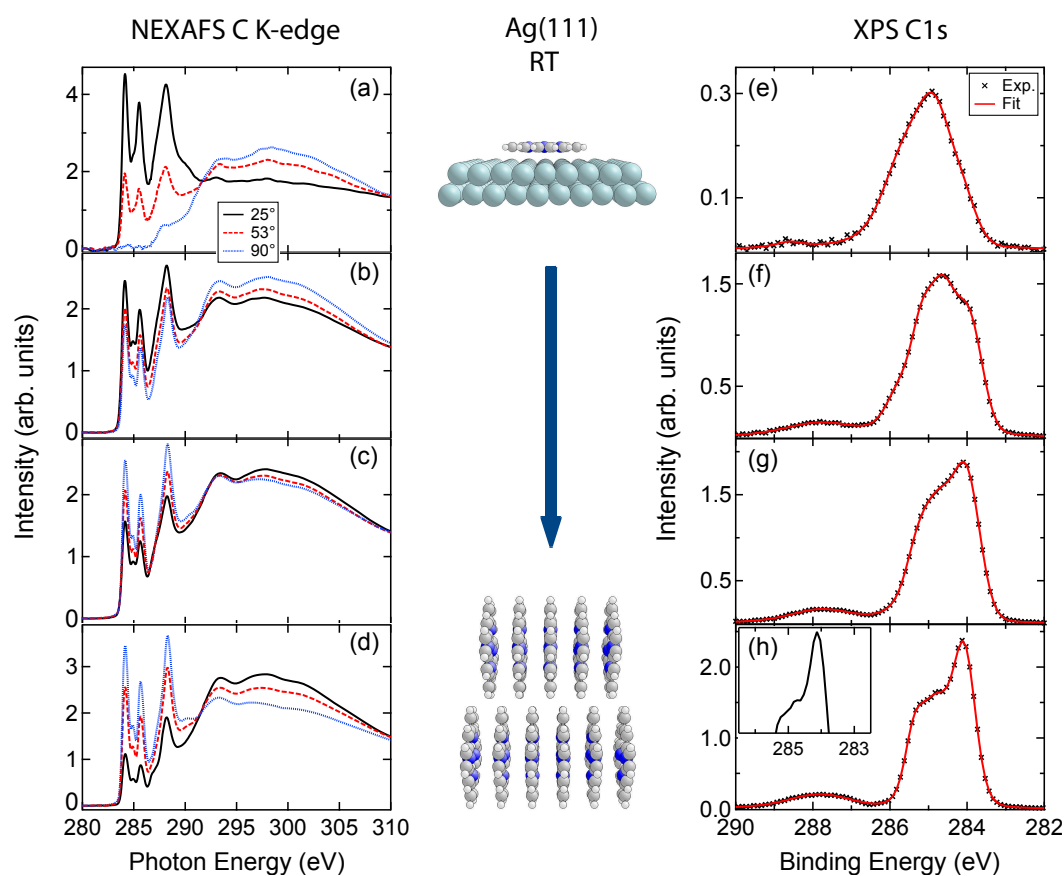 NEXAFS C K-edge
Ag(111)
RT
XPS C1s
Intensity (arb. units)
4
2
0
(a)
25°
53°
90°
2
1
0
(b)
2
1
0
(c)
3
2
1
0
(d)
280
285
290
295
300
305
310
Photon Energy (eV)
Intensity (arb. units)
0.3
0.1
(e)
Exp.
Fit
1.5
0.5
(f)
1.5
0.5
(g)
2.0
1.0
0.0
(h)
285
283
290
288
286
284
282
Binding Energy (eV)